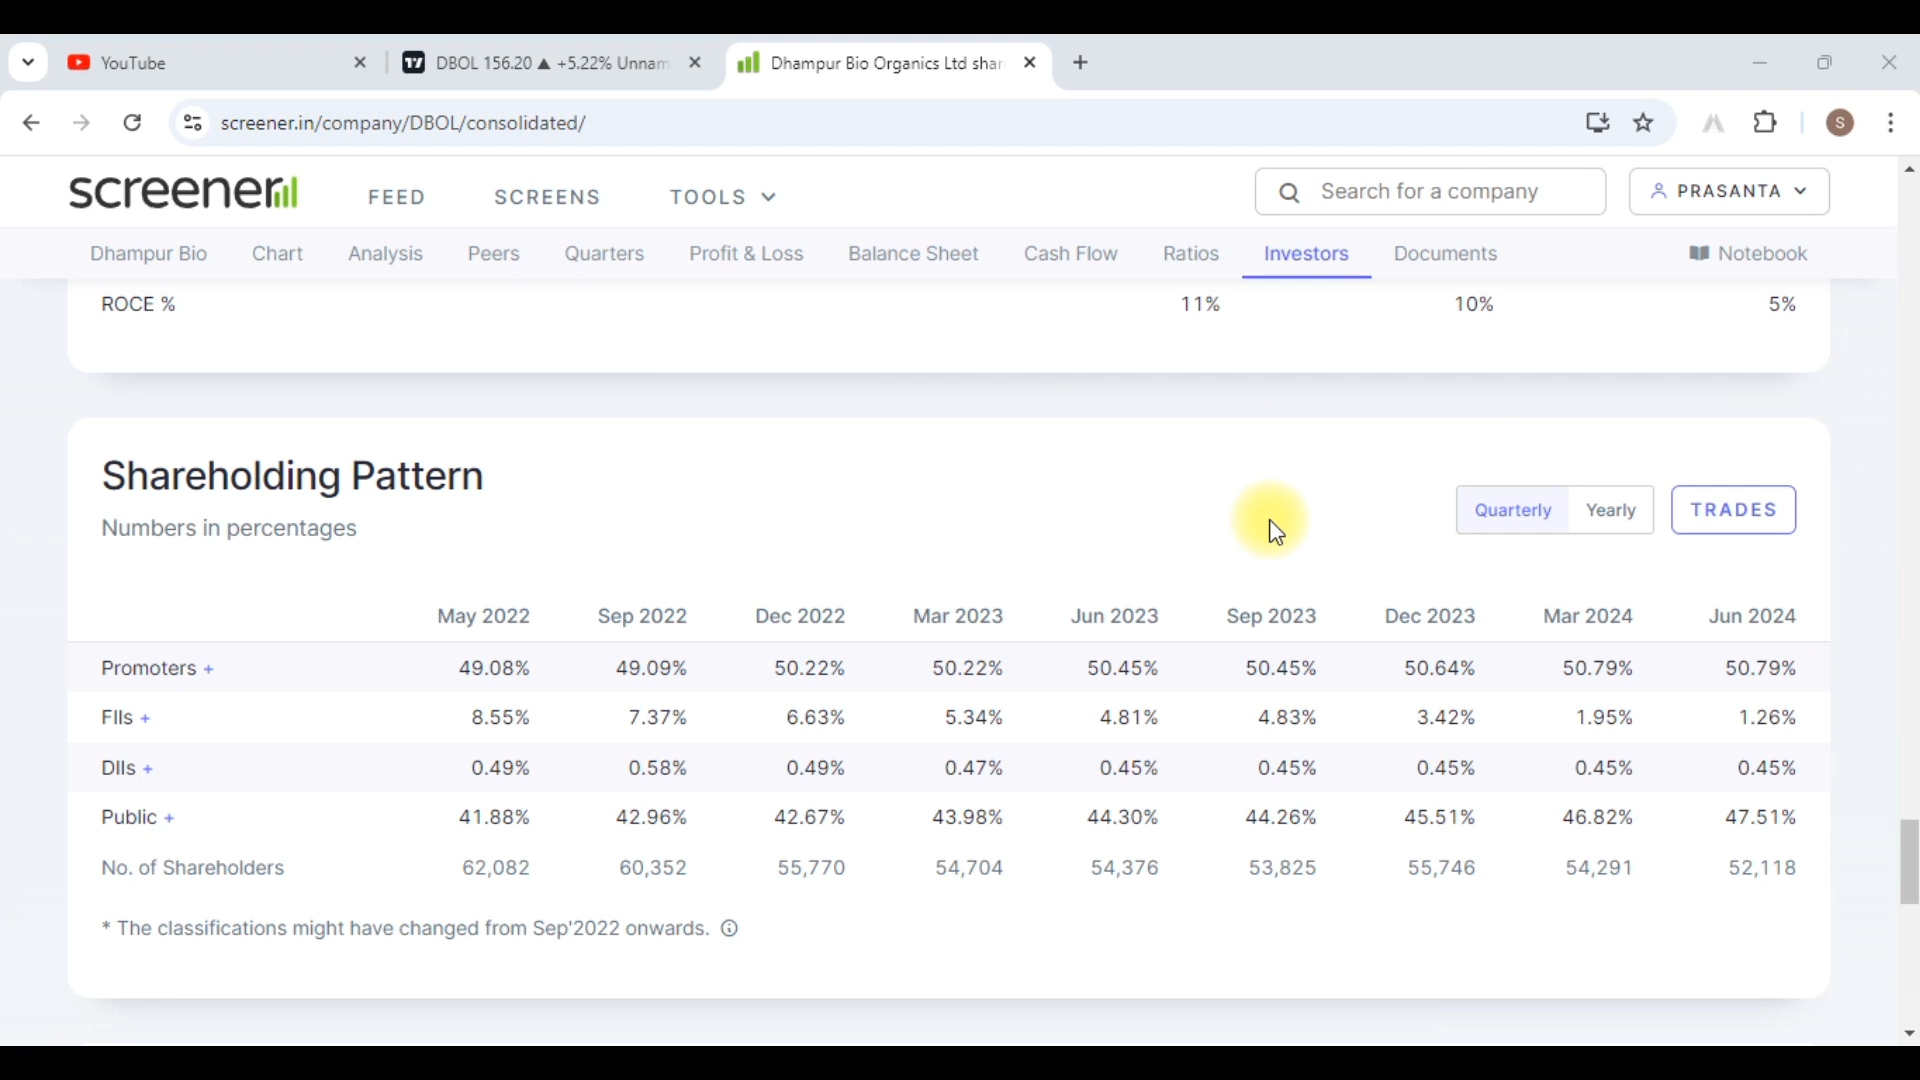 YouTube
DBOL 156.20 ▲ +5.22% Unnam
Dhampur Bio Organics Ltd shar
screener.in/company/DBOL/consolidated/
S
screener
FEED SCREENS TOOLS
Search for a company
PRASANTA
Dhampur Bio Chart Analysis Peers Quarters Profit & Loss Balance Sheet Cash Flow Ratios Investors Documents Notebook
ROCE % 11% 10% 5%
Shareholding Pattern
Numbers in percentages
Quarterly Yearly TRADES
May 2022 Sep 2022 Dec 2022 Mar 2023 Jun 2023 Sep 2023 Dec 2023 Mar 2024 Jun 2024
Promoters + 49.08% 49.09% 50.22% 50.22% 50.45% 50.45% 50.64% 50.79% 50.79%
FIIs + 8.55% 7.37% 6.63% 5.34% 4.81% 4.83% 3.42% 1.95% 1.26%
DIIs + 0.49% 0.58% 0.49% 0.47% 0.45% 0.45% 0.45% 0.45% 0.45%
Public + 41.88% 42.96% 42.67% 43.98% 44.30% 44.26% 45.51% 46.82% 47.51%
No. of Shareholders 62,082 60,352 55,770 54,704 54,376 53,825 55,746 54,291 52,118
* The classifications might have changed from Sep'2022 onwards.